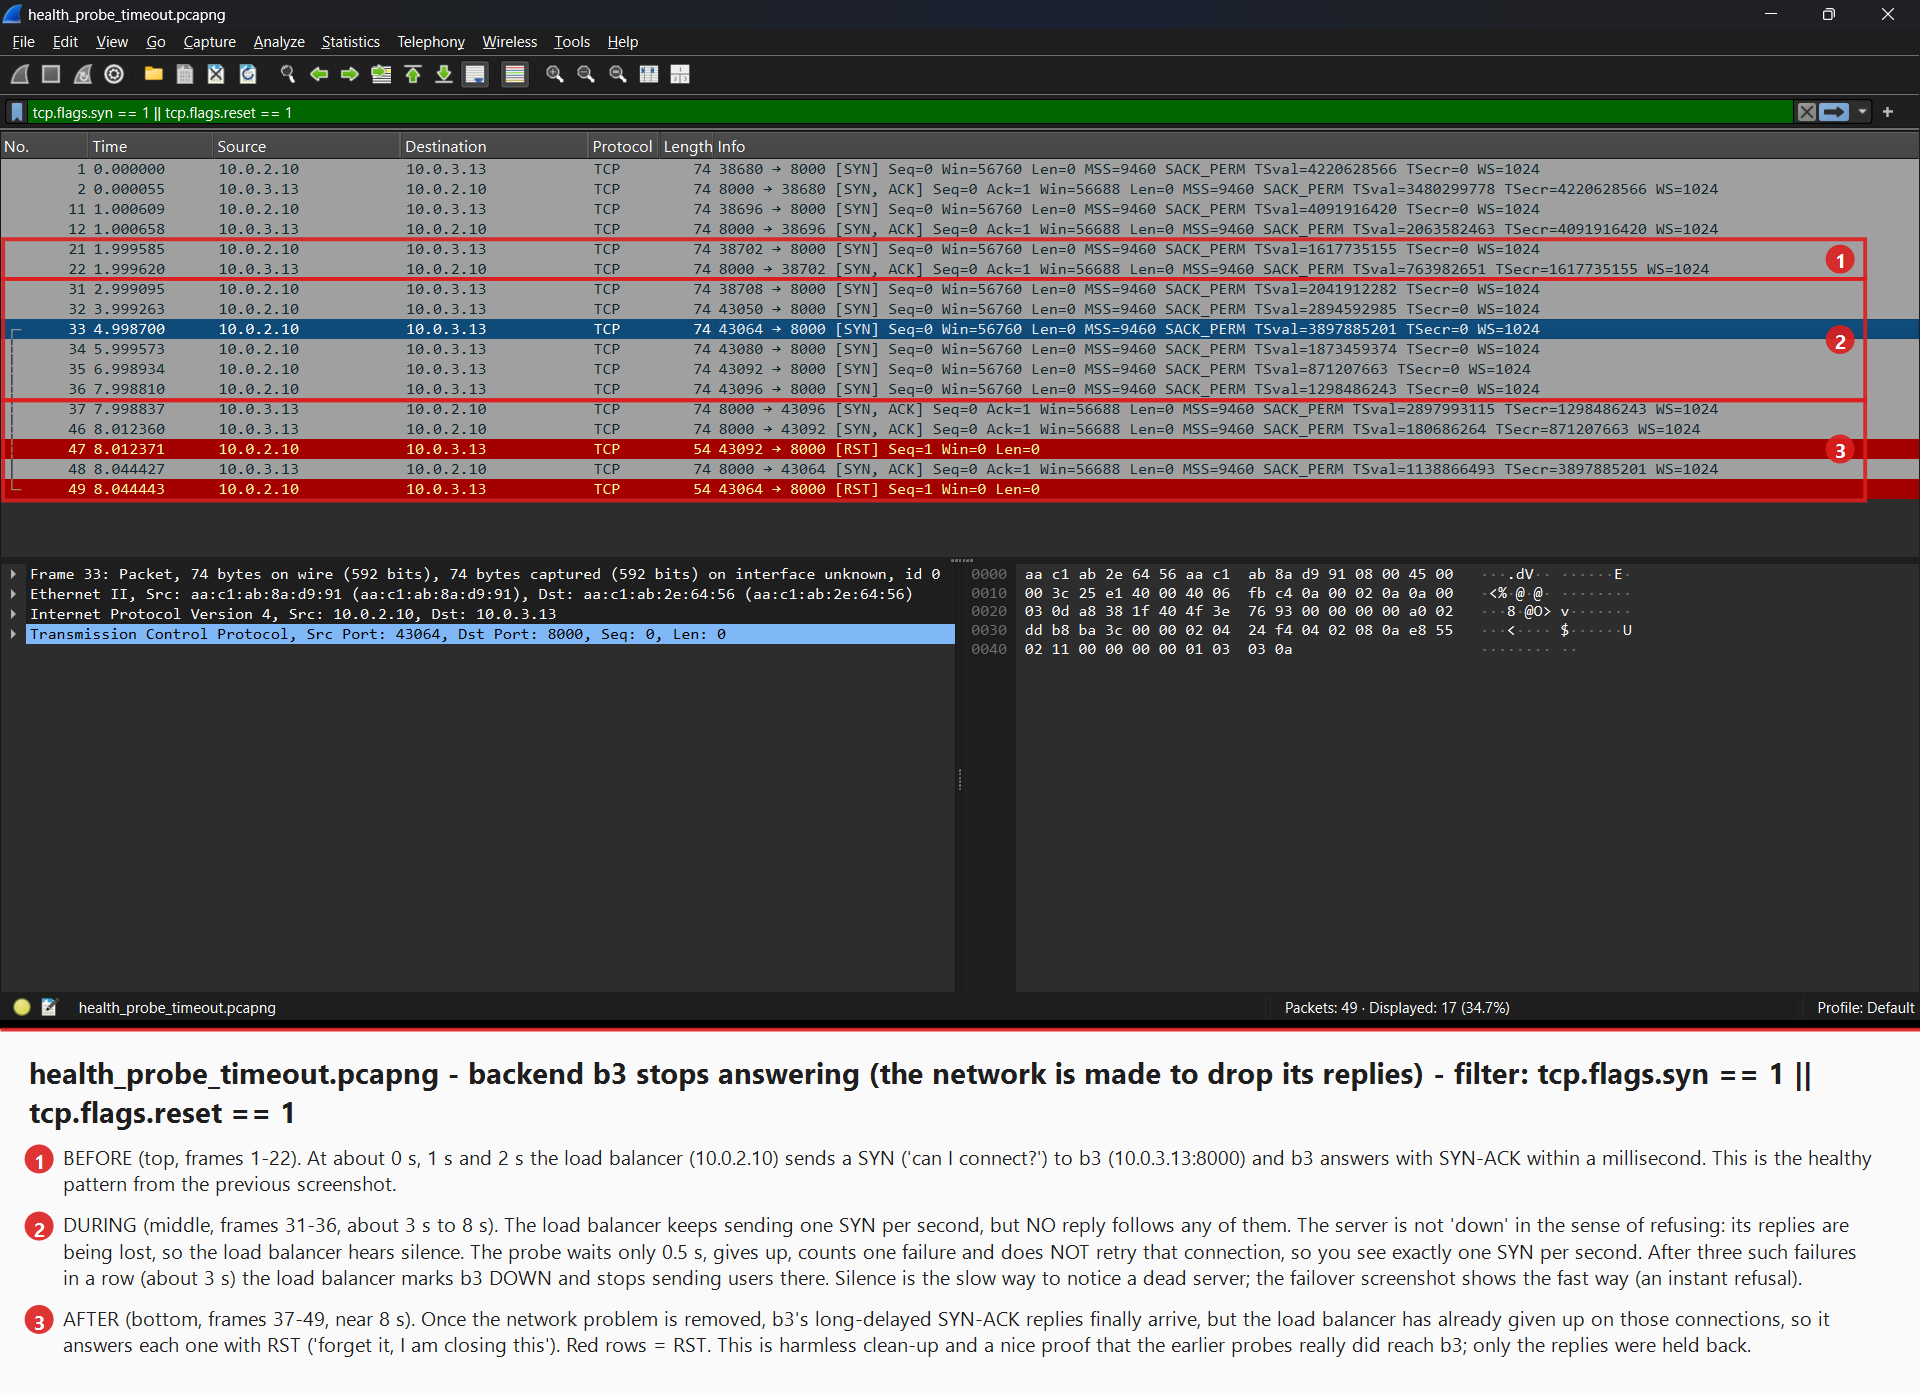 health_probe_timeout.pcapng
File Edit View Go Capture Analyze Statistics Telephony Wireless Tools Help
tcp.flags.syn == 1 || tcp.flags.reset == 1
No. Time Source Destination Protocol Length Info
1 0.000000 10.0.2.10 10.0.3.13 TCP 74 38680 → 8000 [SYN] Seq=0 Win=56760 Len=0 MSS=9460 SACK_PERM TSval=4220628566 TSecr=0 WS=1024
2 0.000055 10.0.3.13 10.0.2.10 TCP 74 8000 → 38680 [SYN, ACK] Seq=0 Ack=1 Win=56688 Len=0 MSS=9460 SACK_PERM TSval=3480299778 TSecr=4220628566 WS=1024
11 1.000609 10.0.2.10 10.0.3.13 TCP 74 38696 → 8000 [SYN] Seq=0 Win=56760 Len=0 MSS=9460 SACK_PERM TSval=4091916420 TSecr=0 WS=1024
12 1.000658 10.0.3.13 10.0.2.10 TCP 74 8000 → 38696 [SYN, ACK] Seq=0 Ack=1 Win=56688 Len=0 MSS=9460 SACK_PERM TSval=2063582463 TSecr=4091916420 WS=1024
21 1.999585 10.0.2.10 10.0.3.13 TCP 74 38702 → 8000 [SYN] Seq=0 Win=56760 Len=0 MSS=9460 SACK_PERM TSval=1617735155 TSecr=0 WS=1024
1
22 1.999620 10.0.3.13 10.0.2.10 TCP 74 8000 → 38702 [SYN, ACK] Seq=0 Ack=1 Win=56688 Len=0 MSS=9460 SACK_PERM TSval=763982651 TSecr=1617735155 WS=1024
31 2.999095 10.0.2.10 10.0.3.13 TCP 74 38708 → 8000 [SYN] Seq=0 Win=56760 Len=0 MSS=9460 SACK_PERM TSval=2041912282 TSecr=0 WS=1024
32 3.999263 10.0.2.10 10.0.3.13 TCP 74 43050 → 8000 [SYN] Seq=0 Win=56760 Len=0 MSS=9460 SACK_PERM TSval=2894592985 TSecr=0 WS=1024
33 4.998700 10.0.2.10 10.0.3.13 TCP 74 43064 → 8000 [SYN] Seq=0 Win=56760 Len=0 MSS=9460 SACK_PERM TSval=3897885201 TSecr=0 WS=1024
2
34 5.999573 10.0.2.10 10.0.3.13 TCP 74 43080 → 8000 [SYN] Seq=0 Win=56760 Len=0 MSS=9460 SACK_PERM TSval=1873459374 TSecr=0 WS=1024
35 6.998934 10.0.2.10 10.0.3.13 TCP 74 43092 → 8000 [SYN] Seq=0 Win=56760 Len=0 MSS=9460 SACK_PERM TSval=871207663 TSecr=0 WS=1024
36 7.998810 10.0.2.10 10.0.3.13 TCP 74 43096 → 8000 [SYN] Seq=0 Win=56760 Len=0 MSS=9460 SACK_PERM TSval=1298486243 TSecr=0 WS=1024
37 7.998837 10.0.3.13 10.0.2.10 TCP 74 8000 → 43096 [SYN, ACK] Seq=0 Ack=1 Win=56688 Len=0 MSS=9460 SACK_PERM TSval=2897993115 TSecr=1298486243 WS=1024
46 8.012360 10.0.3.13 10.0.2.10 TCP 74 8000 → 43092 [SYN, ACK] Seq=0 Ack=1 Win=56688 Len=0 MSS=9460 SACK_PERM TSval=180686264 TSecr=871207663 WS=1024
47 8.012371 10.0.2.10 10.0.3.13 TCP 54 43092 → 8000 [RST] Seq=1 Win=0 Len=0
3
48 8.044427 10.0.3.13 10.0.2.10 TCP 74 8000 → 43064 [SYN, ACK] Seq=0 Ack=1 Win=56688 Len=0 MSS=9460 SACK_PERM TSval=1138866493 TSecr=3897885201 WS=1024
49 8.044443 10.0.2.10 10.0.3.13 TCP 54 43064 → 8000 [RST] Seq=1 Win=0 Len=0
Frame 33: Packet, 74 bytes on wire (592 bits), 74 bytes captured (592 bits) on interface unknown, id 0
Ethernet II, Src: aa:c1:ab:8a:d9:91 (aa:c1:ab:8a:d9:91), Dst: aa:c1:ab:2e:64:56 (aa:c1:ab:2e:64:56)
Internet Protocol Version 4, Src: 10.0.2.10, Dst: 10.0.3.13
Transmission Control Protocol, Src Port: 43064, Dst Port: 8000, Seq: 0, Len: 0
0000 aa c1 ab 2e 64 56 aa c1 ab 8a d9 91 08 00 45 00 ····.dV·· ······E·
0010 00 3c 25 e1 40 00 40 06 fb c4 0a 00 02 0a 0a 00 ·<%·@·@· ········
0020 03 0d a8 38 1f 40 4f 3e 76 93 00 00 00 00 a0 02 ···8·@O> v·······
0030 dd b8 ba 3c 00 00 02 04 24 f4 04 02 08 0a e8 55 ···<···· $······U
0040 02 11 00 00 00 00 01 03 03 0a ········ ··
health_probe_timeout.pcapng Packets: 49 · Displayed: 17 (34.7%) Profile: Default
health_probe_timeout.pcapng - backend b3 stops answering (the network is made to drop its replies) - filter: tcp.flags.syn == 1 ||
tcp.flags.reset == 1
1 BEFORE (top, frames 1-22). At about 0 s, 1 s and 2 s the load balancer (10.0.2.10) sends a SYN ('can I connect?') to b3 (10.0.3.13:8000) and b3 answers with SYN-ACK within a millisecond. This is the healthy
pattern from the previous screenshot.
2 DURING (middle, frames 31-36, about 3 s to 8 s). The load balancer keeps sending one SYN per second, but NO reply follows any of them. The server is not 'down' in the sense of refusing: its replies are
being lost, so the load balancer hears silence. The probe waits only 0.5 s, gives up, counts one failure and does NOT retry that connection, so you see exactly one SYN per second. After three such failures
in a row (about 3 s) the load balancer marks b3 DOWN and stops sending users there. Silence is the slow way to notice a dead server; the failover screenshot shows the fast way (an instant refusal).
3 AFTER (bottom, frames 37-49, near 8 s). Once the network problem is removed, b3's long-delayed SYN-ACK replies finally arrive, but the load balancer has already given up on those connections, so it
answers each one with RST ('forget it, I am closing this'). Red rows = RST. This is harmless clean-up and a nice proof that the earlier probes really did reach b3; only the replies were held back.